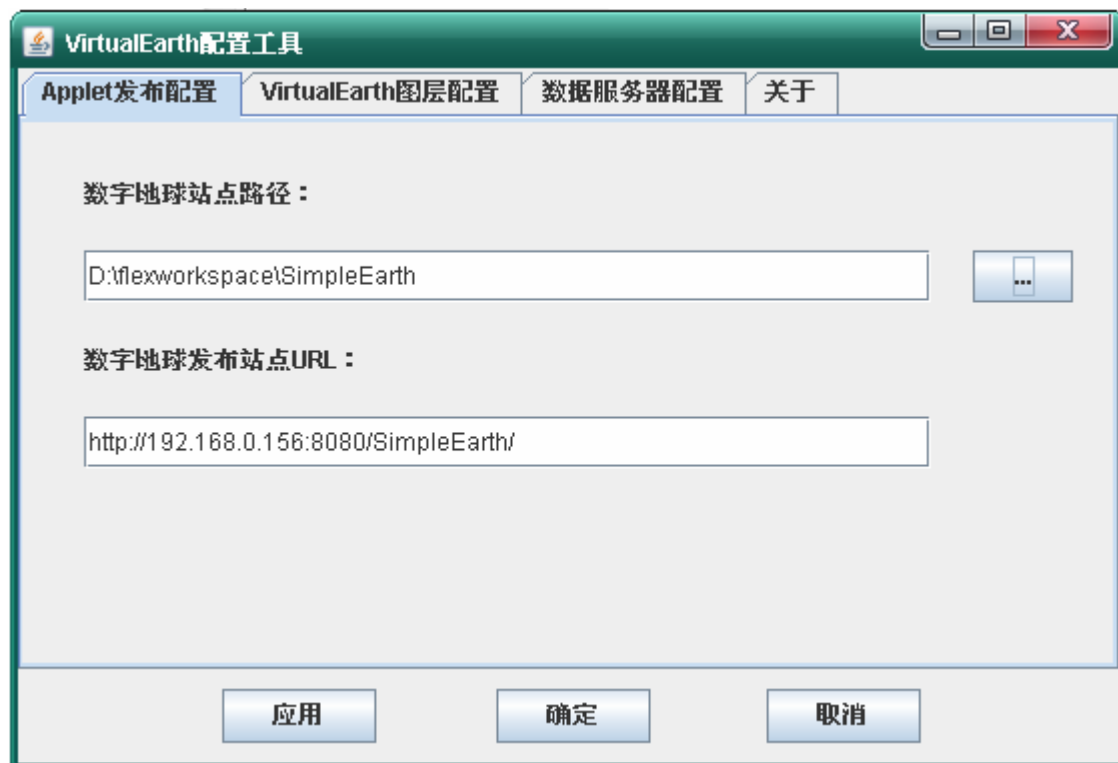 VirtualEarth配置工具
Applet发布配置 VirtualEarth图层配置 数据服务器配置 关于
数字地球站点路径：
D:\flexworkspace\SimpleEarth ...
数字地球发布站点URL：
http://192.168.0.156:8080/SimpleEarth/
应用 确定 取消